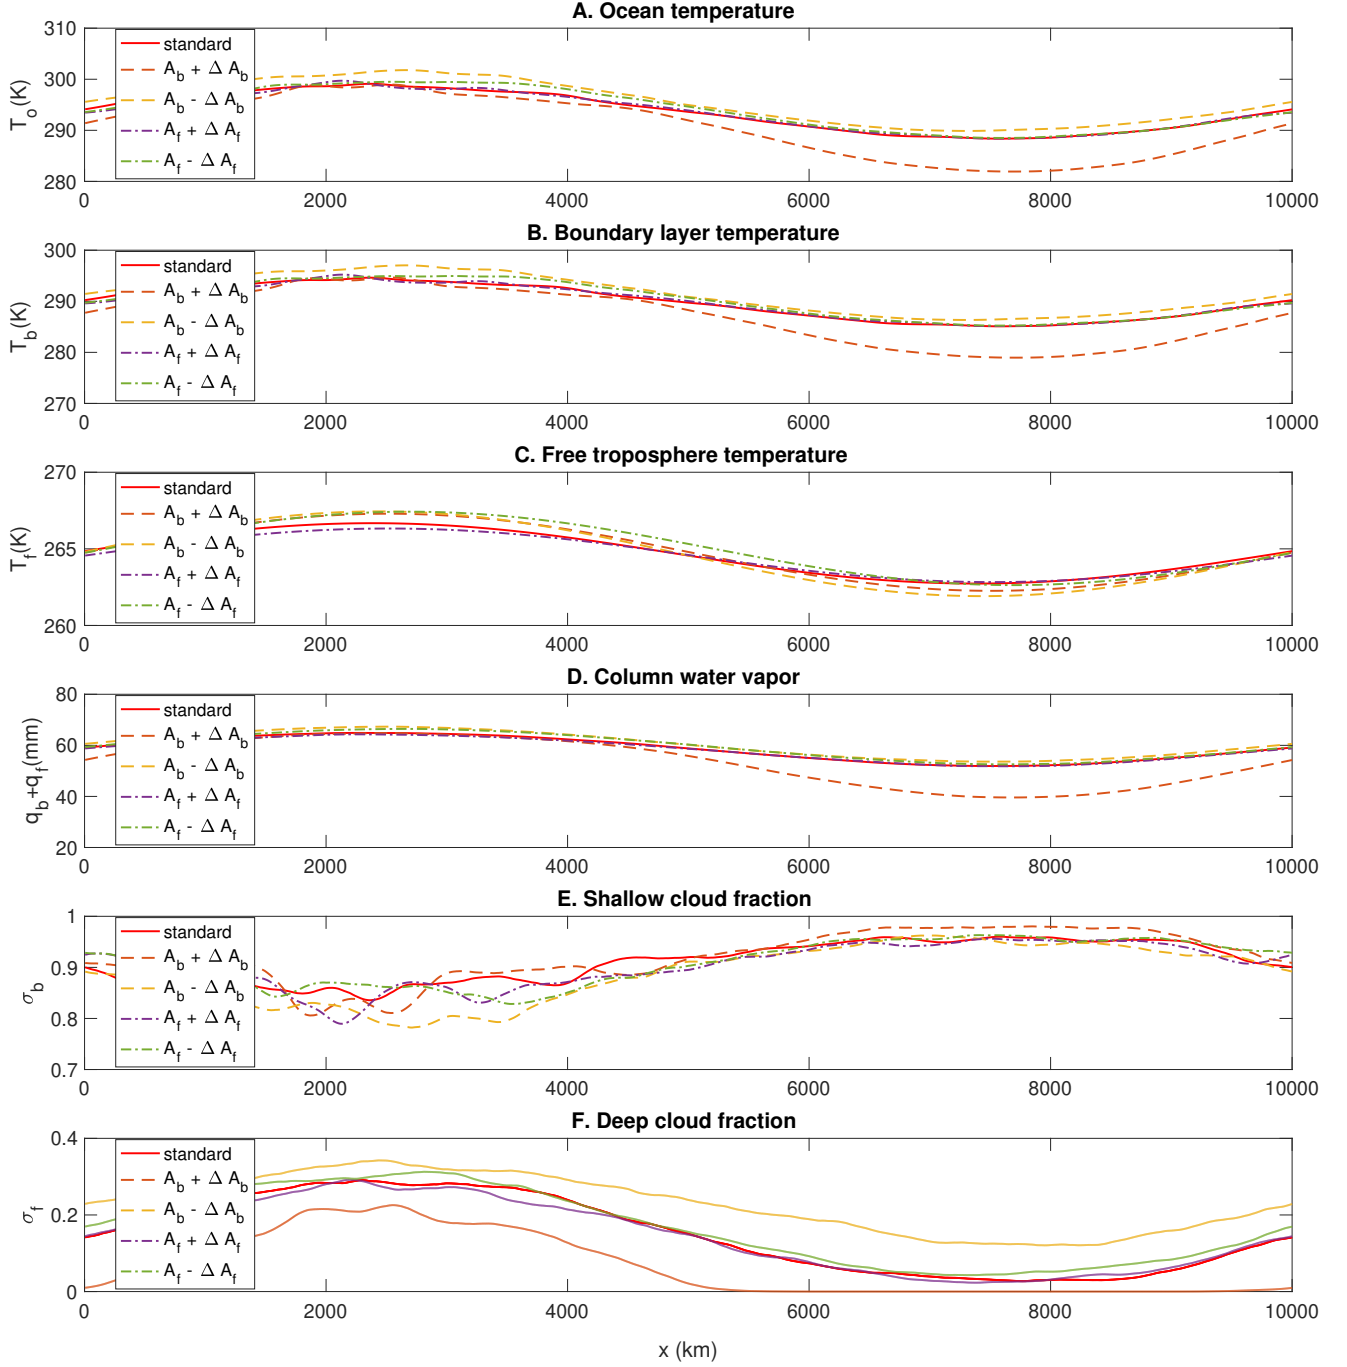 A. Ocean temperature
310
300
290
280
T_o(K)
standard
A_b + Δ A_b
A_b - Δ A_b
A_f + Δ A_f
A_f - Δ A_f
0 2000 4000 6000 8000 10000
B. Boundary layer temperature
300
290
280
270
T_b(K)
standard
A_b + Δ A_b
A_b - Δ A_b
A_f + Δ A_f
A_f - Δ A_f
0 2000 4000 6000 8000 10000
C. Free troposphere temperature
270
265
260
T_f(K)
standard
A_b + Δ A_b
A_b - Δ A_b
A_f + Δ A_f
A_f - Δ A_f
0 2000 4000 6000 8000 10000
D. Column water vapor
80
60
40
20
q_b+q_f(mm)
standard
A_b + Δ A_b
A_b - Δ A_b
A_f + Δ A_f
A_f - Δ A_f
0 2000 4000 6000 8000 10000
E. Shallow cloud fraction
1
0.9
0.8
0.7
σ_b
standard
A_b + Δ A_b
A_b - Δ A_b
A_f + Δ A_f
A_f - Δ A_f
0 2000 4000 6000 8000 10000
F. Deep cloud fraction
0.4
0.2
0
σ_f
standard
A_b + Δ A_b
A_b - Δ A_b
A_f + Δ A_f
A_f - Δ A_f
0 2000 4000 6000 8000 10000
x (km)